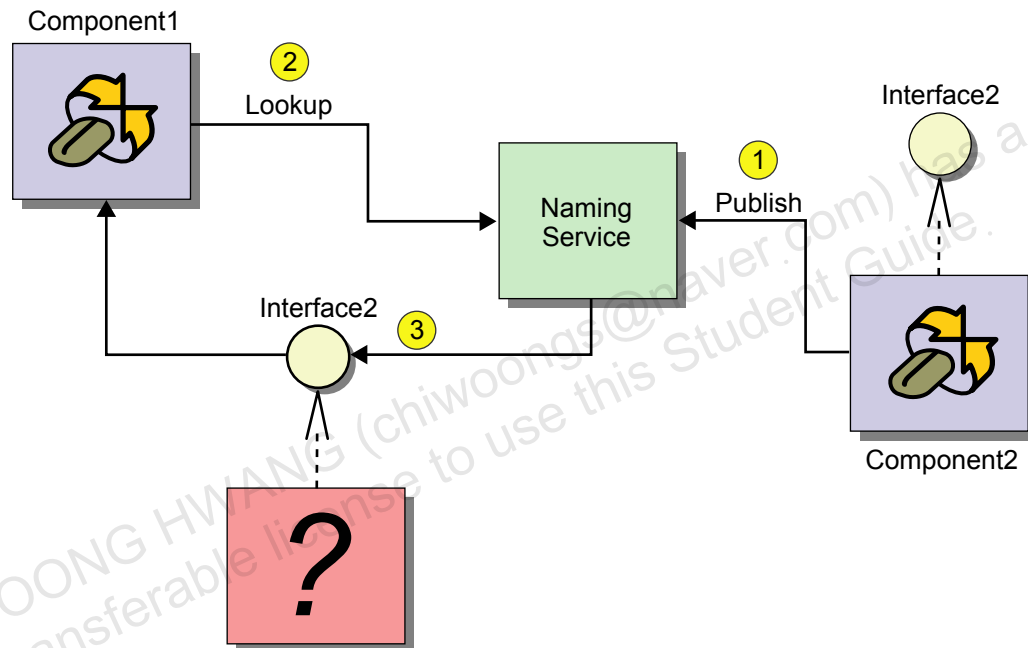 Component1
2
Lookup
Interface2
1
Publish
Naming
Service
Interface2
3
Component2
?
OONG HWANG (chiwoongs@naver.com) has a
ansferable license to use this Student Guide.